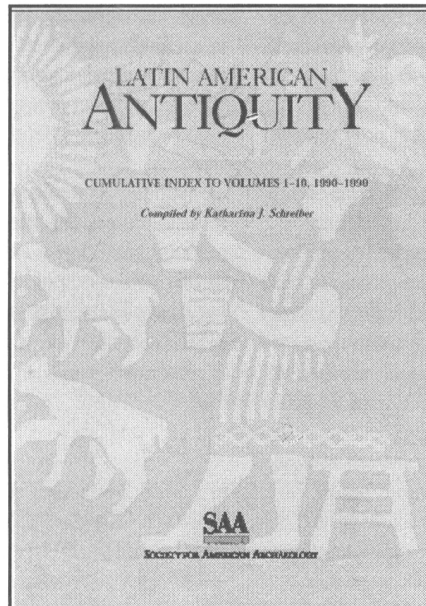 LATIN AMERICAN
ANTIQUITY
CUMULATIVE INDEX TO VOLUMES 1–10, 1990–1990
Compiled by Katharina J. Schreiber
SAA
SOCIETY FOR AMERICAN ARCHAEOLOGY